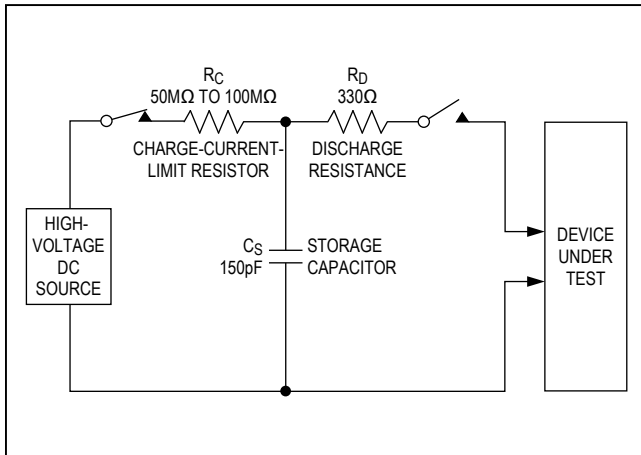 R_C
50MΩ TO 100MΩ
CHARGE-CURRENT-
LIMIT RESISTOR
R_D
330Ω
DISCHARGE
RESISTANCE
HIGH-
VOLTAGE
DC
SOURCE
C_S
150pF
STORAGE
CAPACITOR
DEVICE
UNDER
TEST